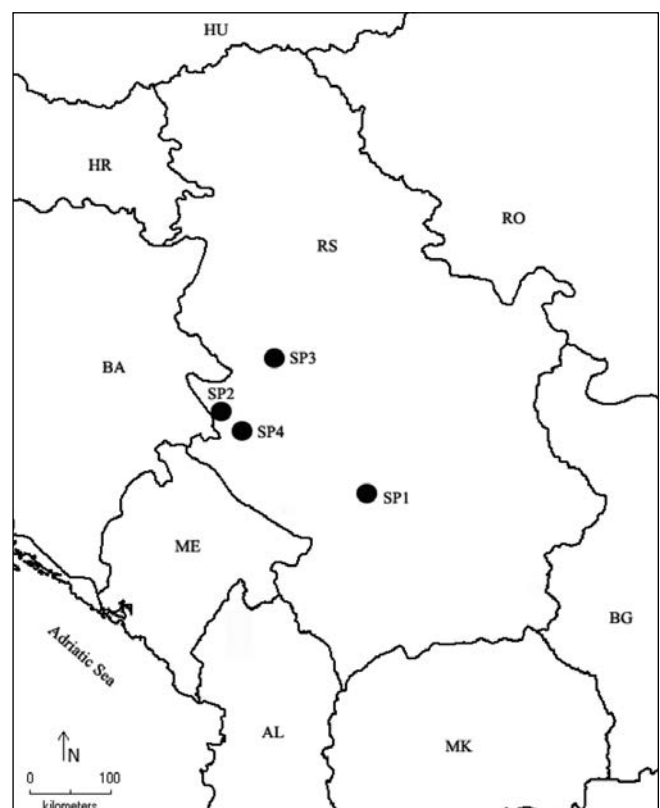 HU
HR
RS
RO
BA
SP3
SP2
SP4
SP1
ME
BG
Adriatic Sea
AL
MK
N
0 100
kilometers